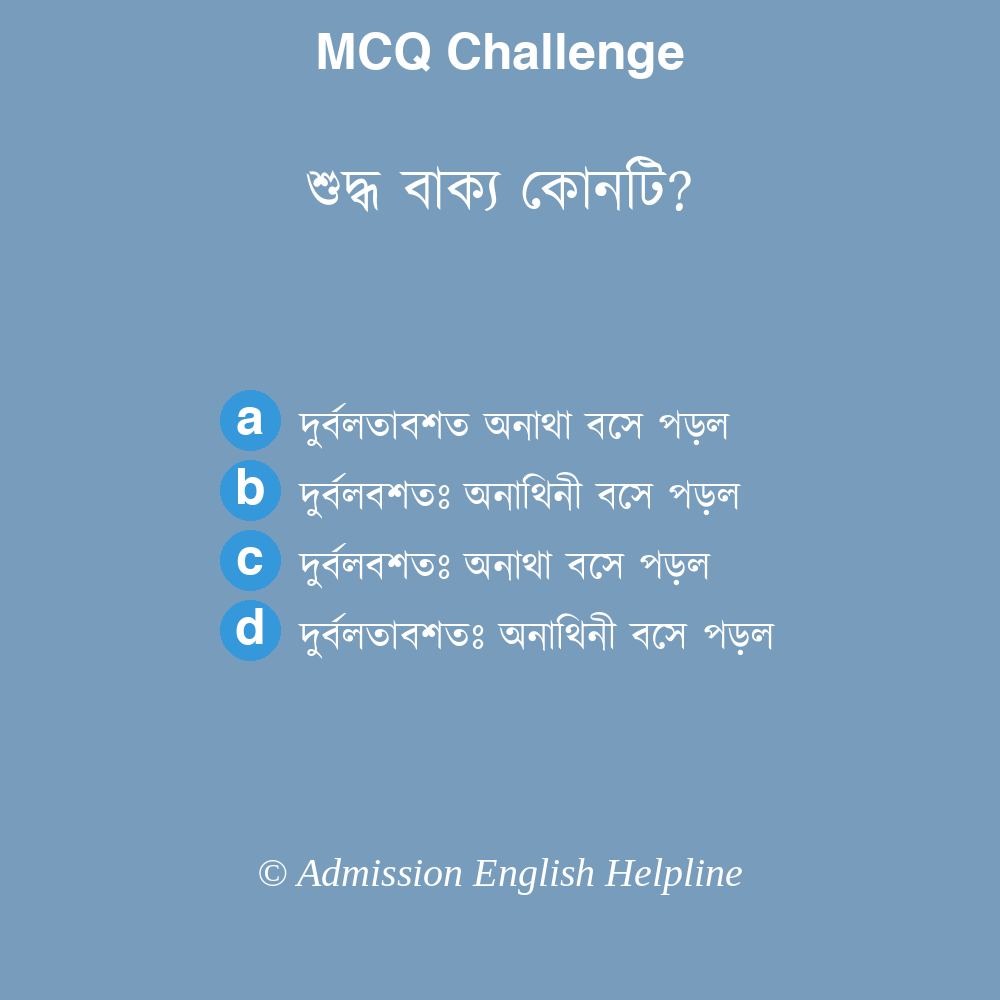 MCQ Challenge
শুদ্ধ বাক্য কোনটি?
a দুর্বলতাবশত অনাথা বসে পড়ল
b দুর্বলবশতঃ অনাথিনী বসে পড়ল
c দুর্বলবশতঃ অনাথা বসে পড়ল
d দুর্বলতাবশতঃ অনাথিনী বসে পড়ল
© Admission English Helpline